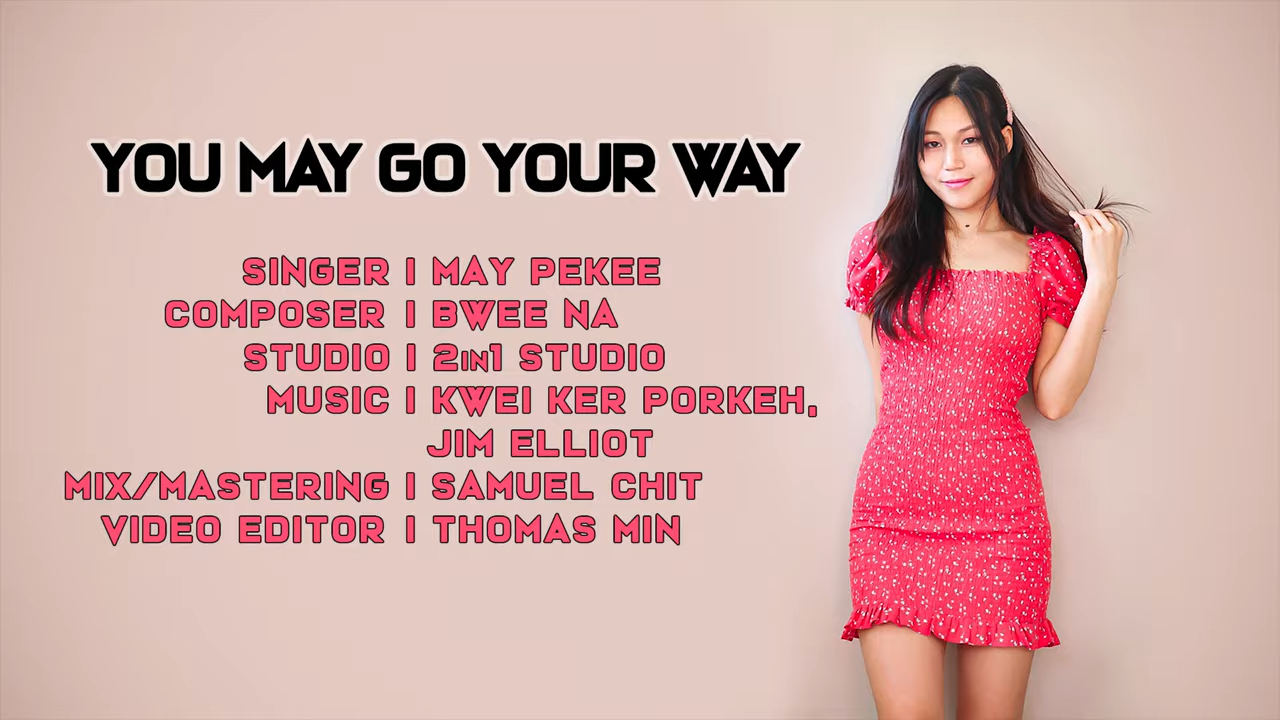 YOU MAY GO YOUR WAY
SINGER | MAY PEKEE
COMPOSER | BWEE NA
STUDIO | 2IN1 STUDIO
MUSIC | KWEI KER PORKEH,
JIM ELLIOT
MIX/MASTERING | SAMUEL CHIT
VIDEO EDITOR | THOMAS MIN